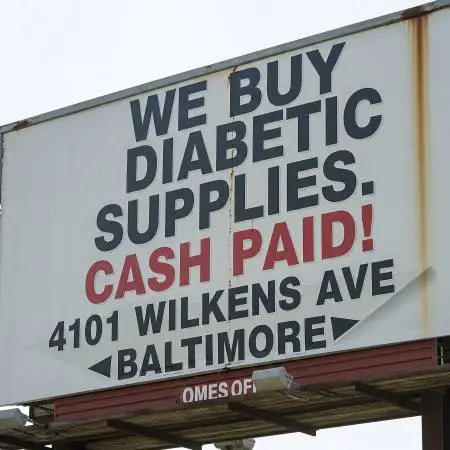 WE BUY
DIABETIC
SUPPLIES.
CASH PAID!
4101 WILKENS AVE
BALTIMORE
OMES OF